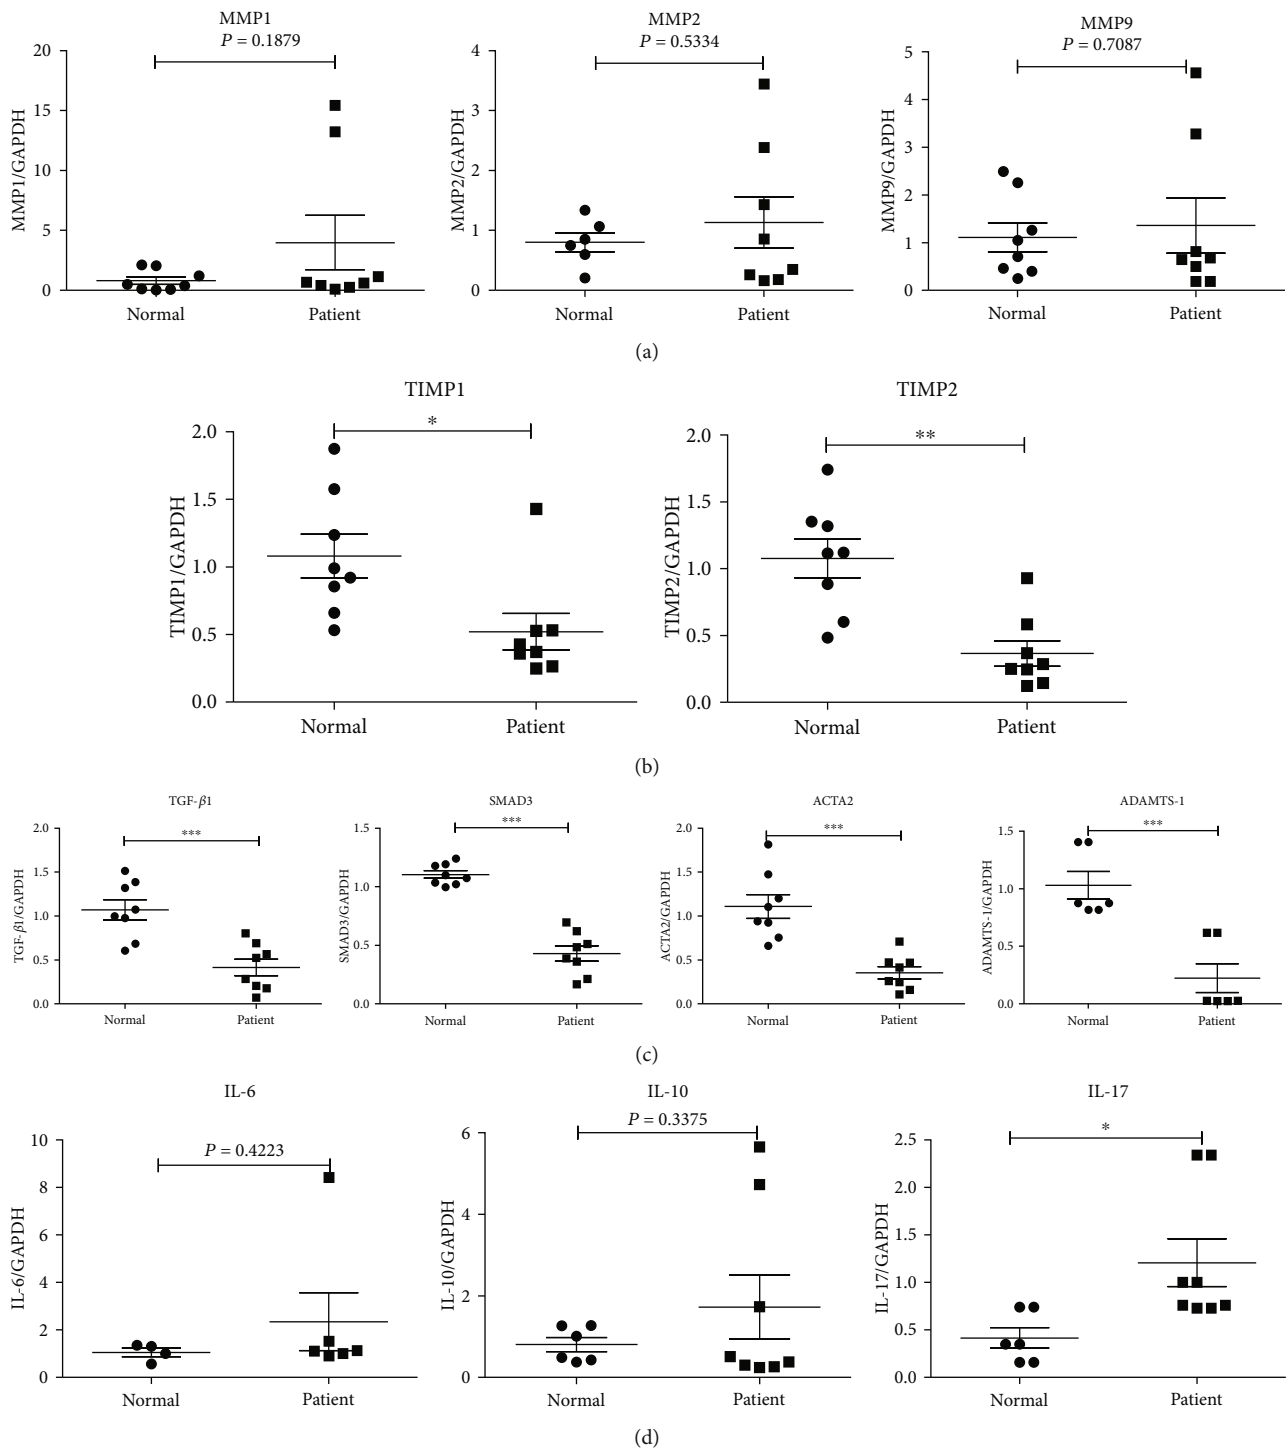 MMP1
P = 0.1879
20
15
10
5
0
MMP1/GAPDH
Normal
Patient
MMP2
P = 0.5334
4
3
2
1
0
MMP2/GAPDH
Normal
Patient
MMP9
P = 0.7087
5
4
3
2
1
0
MMP9/GAPDH
Normal
Patient
(a)
TIMP1
*
2.0
1.5
1.0
0.5
0.0
TIMP1/GAPDH
Normal
Patient
TIMP2
**
2.0
1.5
1.0
0.5
0.0
TIMP2/GAPDH
Normal
Patient
(b)
TGF-β1
***
2.0
1.5
1.0
0.5
0.0
TGF-β1/GAPDH
Normal
Patient
SMAD3
***
1.5
1.0
0.5
0.0
SMAD3/GAPDH
Normal
Patient
ACTA2
***
2.0
1.5
1.0
0.5
0.0
ACTA2/GAPDH
Normal
Patient
ADAMTS-1
***
1.5
1.0
0.5
0.0
ADAMTS-1/GAPDH
Normal
Patient
(c)
IL-6
P = 0.4223
10
8
6
4
2
0
IL-6/GAPDH
Normal
Patient
IL-10
P = 0.3375
6
4
2
0
IL-10/GAPDH
Normal
Patient
IL-17
*
2.5
2.0
1.5
1.0
0.5
0.0
IL-17/GAPDH
Normal
Patient
(d)